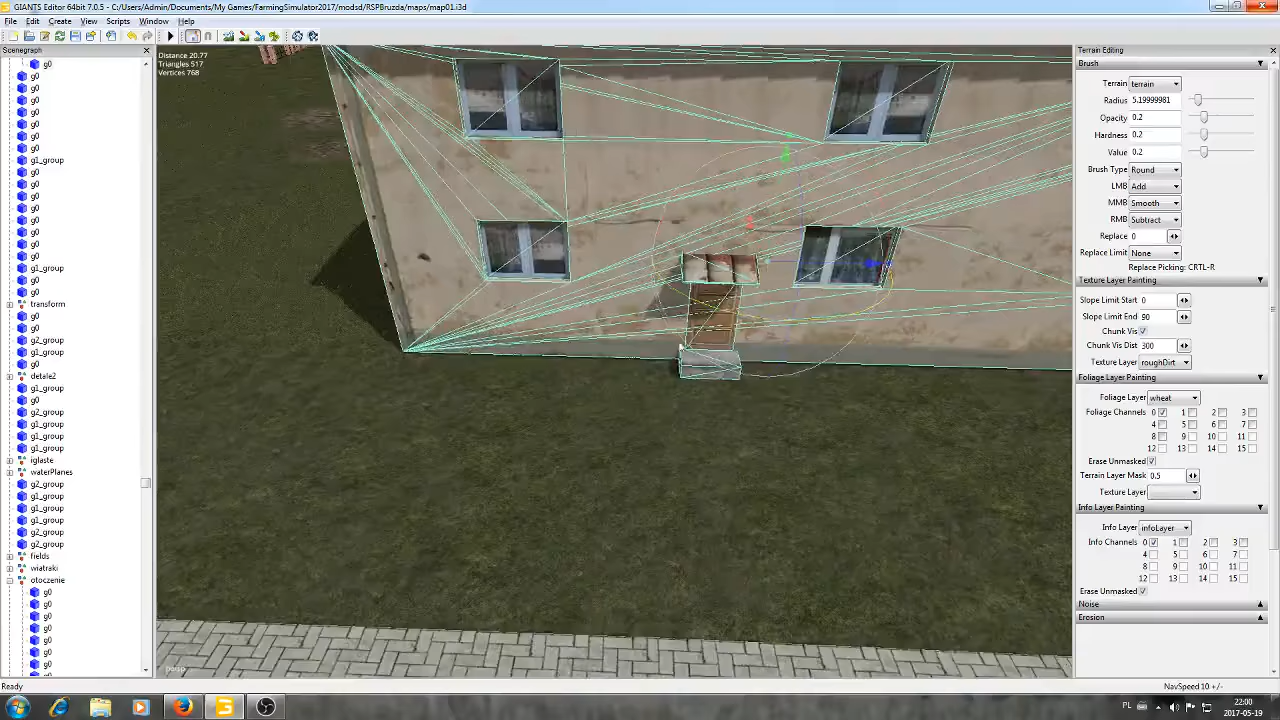 GIANTS Editor 64bit 7.0.5 - C:/Users/Admin/Documents/My Games/FarmingSimulator2017/modsd/RSPBruzda/maps/map01.i3d
File Edit Create View Scripts Window Help
Scenegraph
g0
g0
g0
g0
g0
g0
g0
g0
g1_group
g0
g0
g0
g0
g0
g0
g0
g0
g1_group
g0
g0
transform
g0
g0
g2_group
g1_group
g0
detale2
g1_group
g0
g2_group
g1_group
g1_group
g1_group
iglaste
waterPlanes
g2_group
g1_group
g1_group
g1_group
g2_group
g2_group
fields
wiatraki
otoczenie
g0
g0
g0
g0
g0
g0
g0
Distance 20.77
Triangles 517
Vertices 768
persp
Terrain Editing
Brush
Terrain terrain
Radius 5.19999981
Opacity 0.2
Hardness 0.2
Value 0.2
Brush Type Round
LMB Add
MMB Smooth
RMB Subtract
Replace 0
Replace Limit None
Replace Picking: CRTL-R
Texture Layer Painting
Slope Limit Start 0
Slope Limit End 90
Chunk Vis
Chunk Vis Dist 300
Texture Layer roughDirt
Foliage Layer Painting
Foliage Layer wheat
Foliage Channels 0 1 2 3
4 5 6 7
8 9 10 11
12 13 14 15
Erase Unmasked
Terrain Layer Mask 0.5
Texture Layer
Info Layer Painting
Info Layer infoLayer
Info Channels 0 1 2 3
4 5 6 7
8 9 10 11
12 13 14 15
Erase Unmasked
Noise
Erosion
Ready
NavSpeed 10 +/-
PL
22:00
2017-05-19